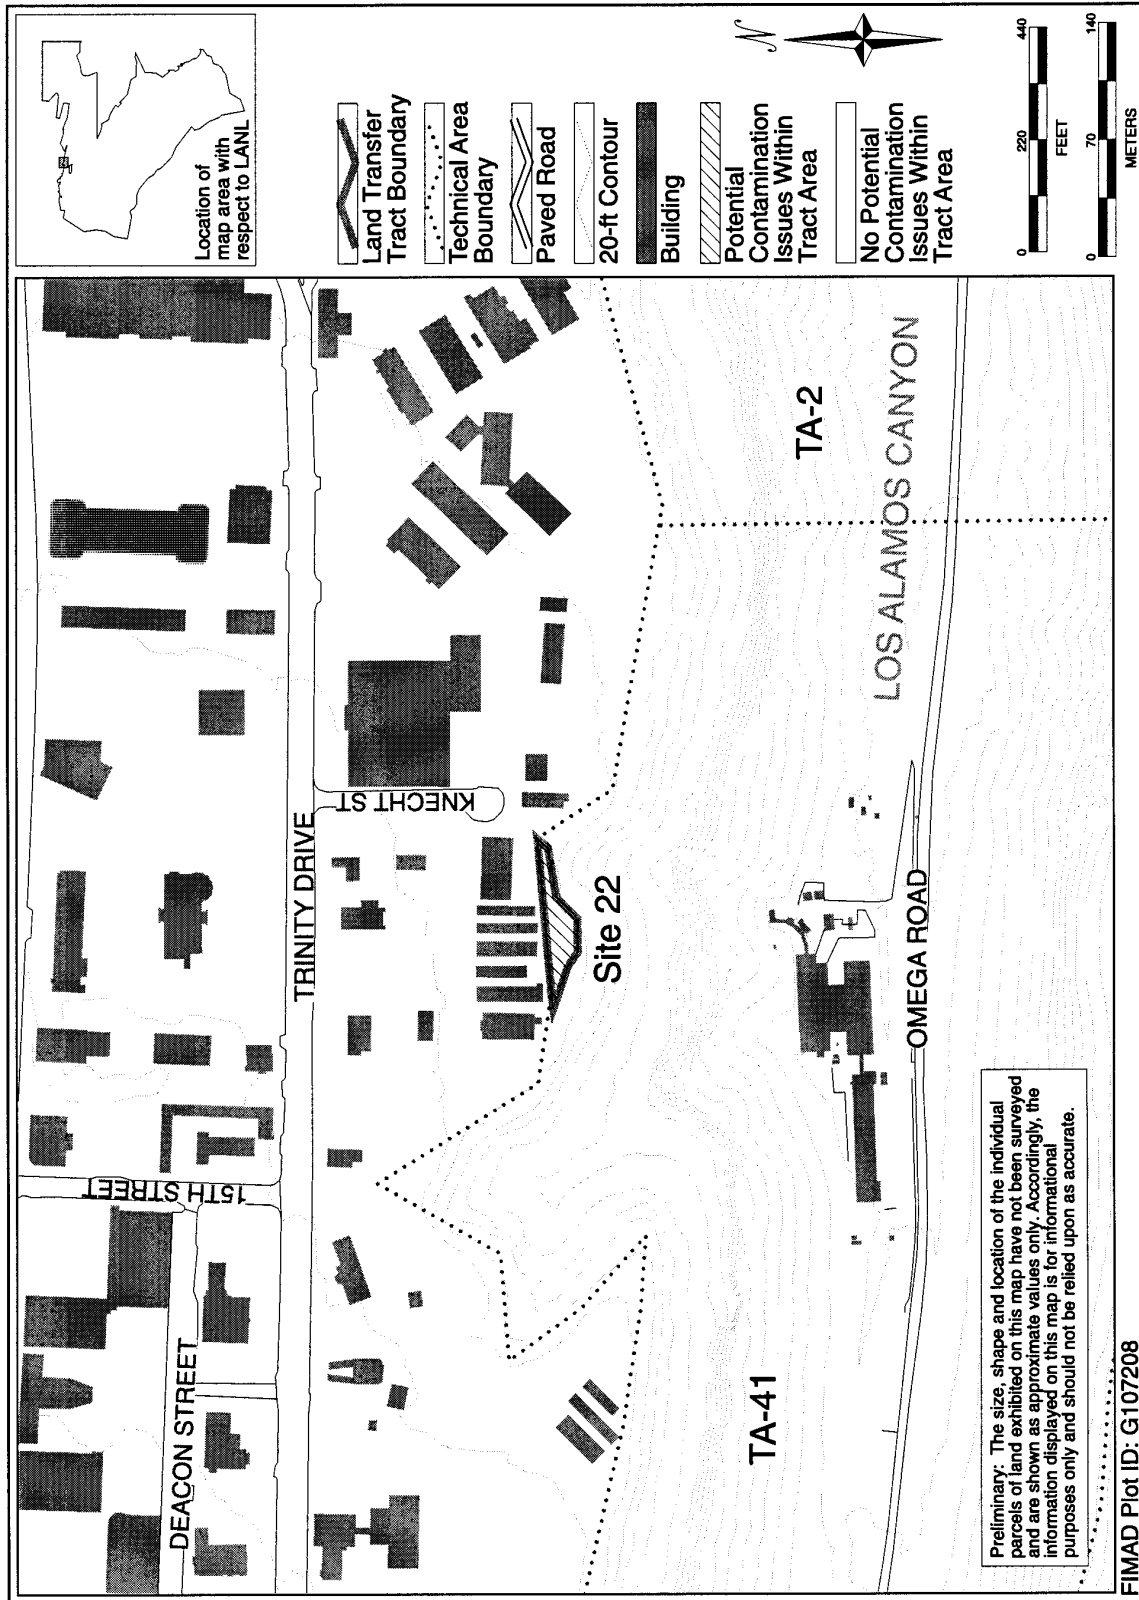 Location of
map area with
respect to LANL
Land Transfer
Tract Boundary
Technical Area
Boundary
Paved Road
20-ft Contour
Building
Potential
Contamination
Issues Within
Tract Area
No Potential
Contamination
Issues Within
Tract Area
N
0 220 440
FEET
0 70 140
METERS
15TH STREET
DEACON STREET
TRINITY DRIVE
KNECHT ST
Site 22
TA-41
TA-2
LOS ALAMOS CANYON
OMEGA ROAD
Preliminary: The size, shape and location of the individual
parcels of land exhibited on this map have not been surveyed
and are shown as approximate values only. Accordingly, the
information displayed on this map is for informational
purposes only and should not be relied upon as accurate.
FIMAD Plot ID: G107208